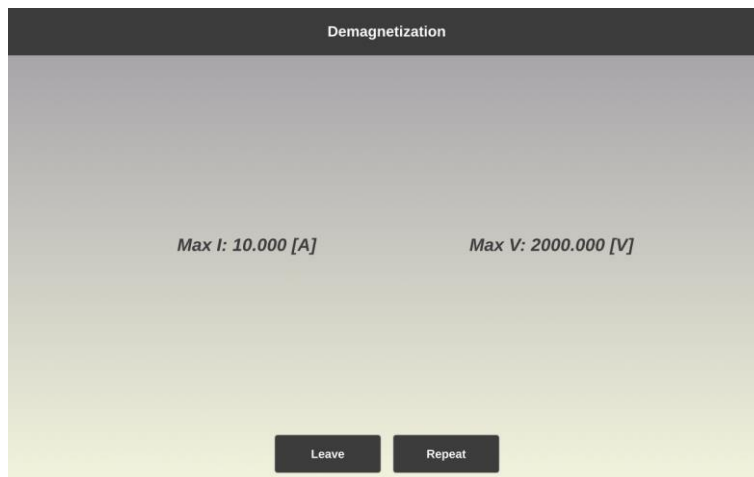 Demagnetization
Max I: 10.000 [A]
Max V: 2000.000 [V]
Leave
Repeat